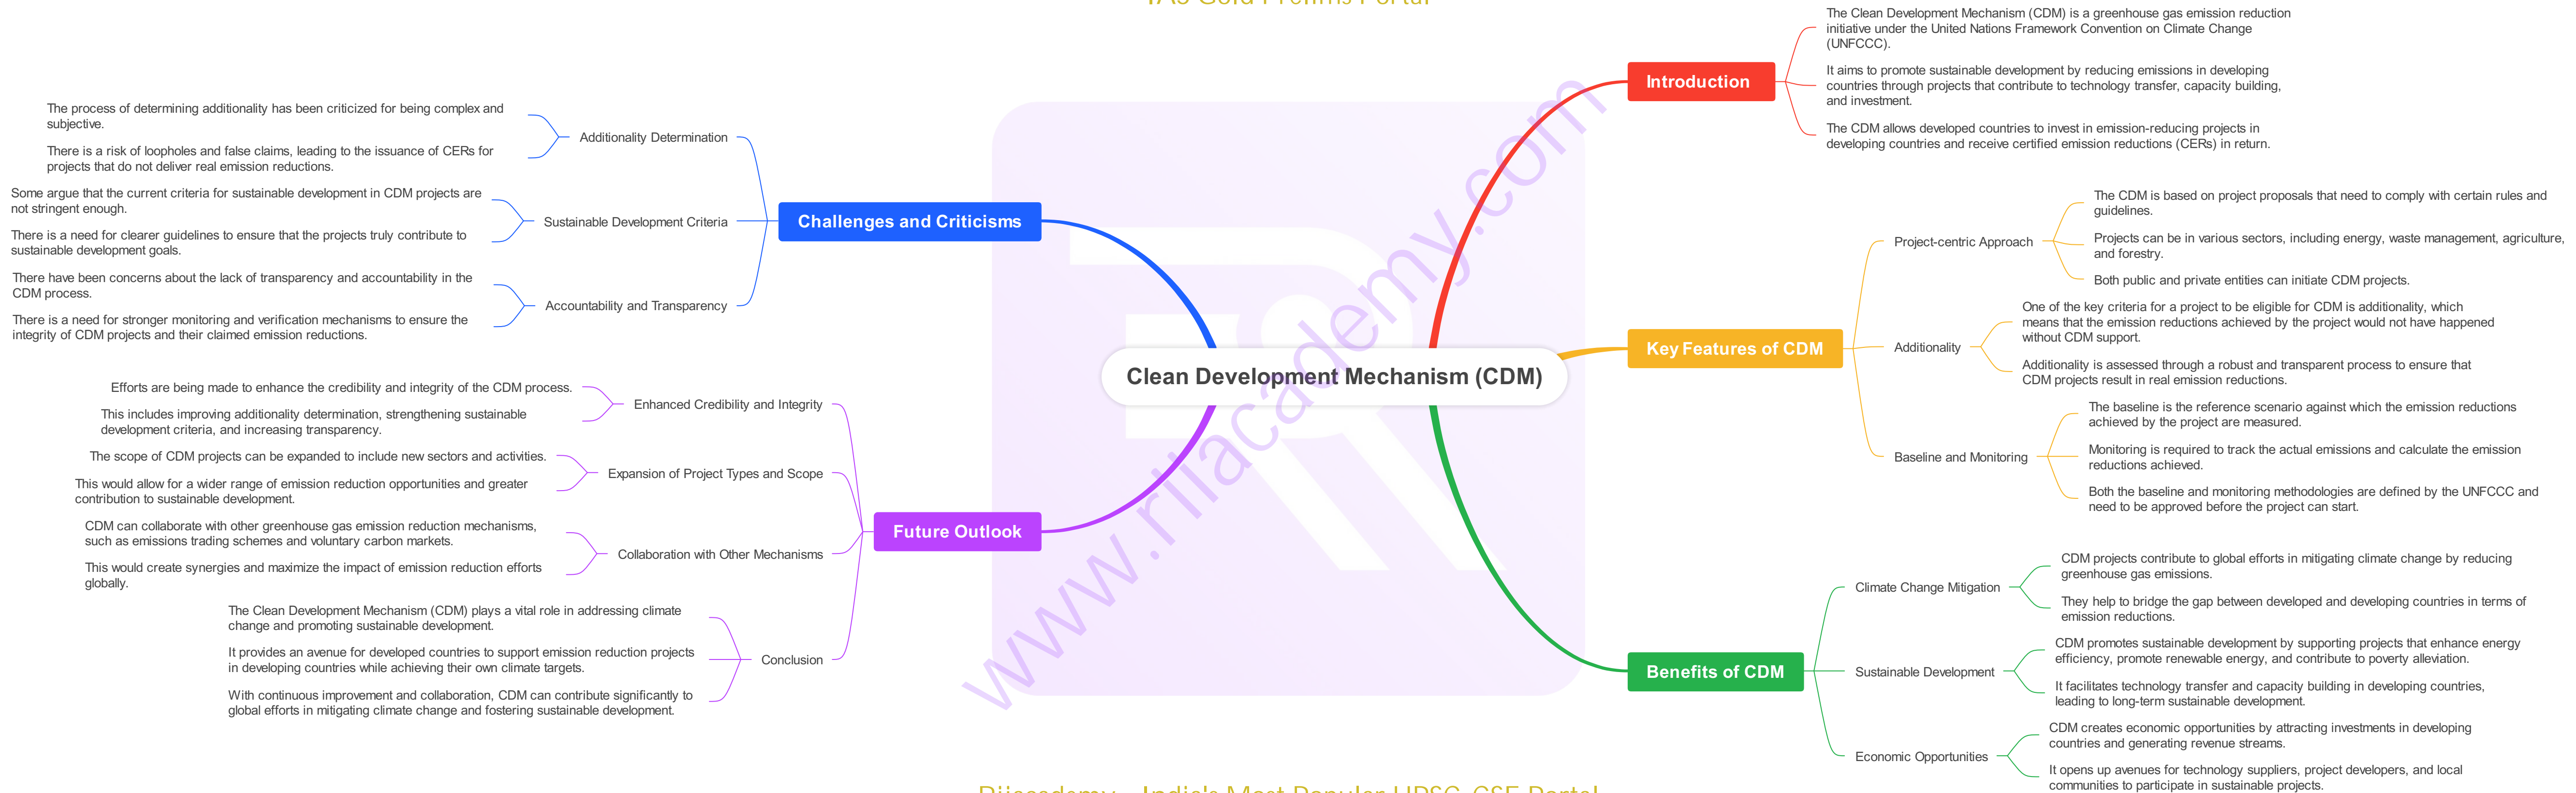 IAS Gold Prelims Portal
Clean Development Mechanism (CDM)
Introduction
The Clean Development Mechanism (CDM) is a greenhouse gas emission reduction
initiative under the United Nations Framework Convention on Climate Change
(UNFCCC).
It aims to promote sustainable development by reducing emissions in developing
countries through projects that contribute to technology transfer, capacity building,
and investment.
The CDM allows developed countries to invest in emission-reducing projects in
developing countries and receive certified emission reductions (CERs) in return.
Key Features of CDM
Project-centric Approach
The CDM is based on project proposals that need to comply with certain rules and
guidelines.
Projects can be in various sectors, including energy, waste management, agriculture,
and forestry.
Both public and private entities can initiate CDM projects.
Additionality
One of the key criteria for a project to be eligible for CDM is additionality, which
means that the emission reductions achieved by the project would not have happened
without CDM support.
Additionality is assessed through a robust and transparent process to ensure that
CDM projects result in real emission reductions.
Baseline and Monitoring
The baseline is the reference scenario against which the emission reductions
achieved by the project are measured.
Monitoring is required to track the actual emissions and calculate the emission
reductions achieved.
Both the baseline and monitoring methodologies are defined by the UNFCCC and
need to be approved before the project can start.
Benefits of CDM
Climate Change Mitigation
CDM projects contribute to global efforts in mitigating climate change by reducing
greenhouse gas emissions.
They help to bridge the gap between developed and developing countries in terms of
emission reductions.
Sustainable Development
CDM promotes sustainable development by supporting projects that enhance energy
efficiency, promote renewable energy, and contribute to poverty alleviation.
It facilitates technology transfer and capacity building in developing countries,
leading to long-term sustainable development.
Economic Opportunities
CDM creates economic opportunities by attracting investments in developing
countries and generating revenue streams.
It opens up avenues for technology suppliers, project developers, and local
communities to participate in sustainable projects.
Challenges and Criticisms
Additionality Determination
The process of determining additionality has been criticized for being complex and
subjective.
There is a risk of loopholes and false claims, leading to the issuance of CERs for
projects that do not deliver real emission reductions.
Sustainable Development Criteria
Some argue that the current criteria for sustainable development in CDM projects are
not stringent enough.
There is a need for clearer guidelines to ensure that the projects truly contribute to
sustainable development goals.
Accountability and Transparency
There have been concerns about the lack of transparency and accountability in the
CDM process.
There is a need for stronger monitoring and verification mechanisms to ensure the
integrity of CDM projects and their claimed emission reductions.
Future Outlook
Enhanced Credibility and Integrity
Efforts are being made to enhance the credibility and integrity of the CDM process.
This includes improving additionality determination, strengthening sustainable
development criteria, and increasing transparency.
Expansion of Project Types and Scope
The scope of CDM projects can be expanded to include new sectors and activities.
This would allow for a wider range of emission reduction opportunities and greater
contribution to sustainable development.
Collaboration with Other Mechanisms
CDM can collaborate with other greenhouse gas emission reduction mechanisms,
such as emissions trading schemes and voluntary carbon markets.
This would create synergies and maximize the impact of emission reduction efforts
globally.
Conclusion
The Clean Development Mechanism (CDM) plays a vital role in addressing climate
change and promoting sustainable development.
It provides an avenue for developed countries to support emission reduction projects
in developing countries while achieving their own climate targets.
With continuous improvement and collaboration, CDM can contribute significantly to
global efforts in mitigating climate change and fostering sustainable development.
www.rijiacademy.com
India's Most Popular UPSC-CSE Portal